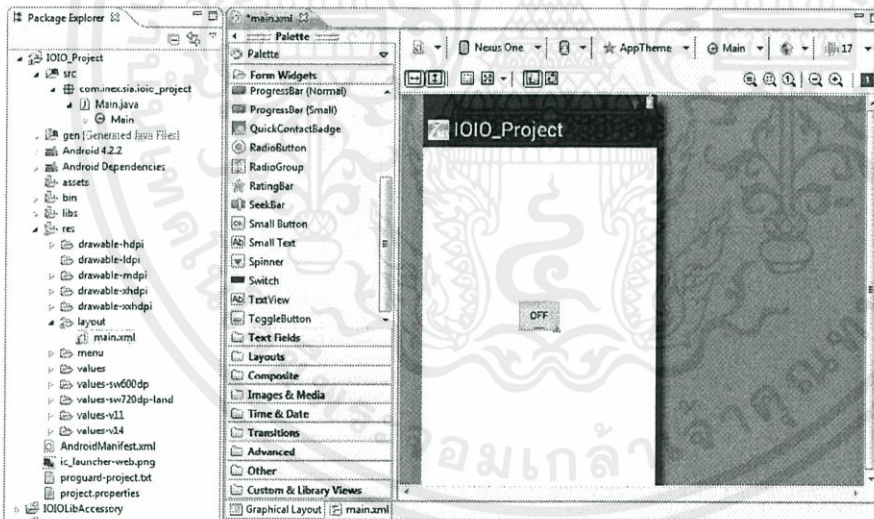 Package Explorer
IOIO_Project
src
com.inex.sia.ioio_project
Main.java
Main
gen [Generated Java Files]
Android 4.2.2
Android Dependencies
assets
bin
libs
res
drawable-hdpi
drawable-ldpi
drawable-mdpi
drawable-xhdpi
drawable-xxhdpi
layout
main.xml
menu
values
values-sw600dp
values-sw720dp-land
values-v11
values-v14
AndroidManifest.xml
ic_launcher-web.png
proguard-project.txt
project.properties
IOIOLibAccessory
*main.xml
Palette
Palette
Form Widgets
ProgressBar (Normal)
ProgressBar (Small)
QuickContactBadge
RadioButton
RadioGroup
RatingBar
SeekBar
Small Button
Small Text
Spinner
Switch
TextView
ToggleButton
Text Fields
Layouts
Composite
Images & Media
Time & Date
Transitions
Advanced
Other
Custom & Library Views
Graphical Layout
main.xml
Nexus One
AppTheme
Main
17
IOIO_Project
OFF